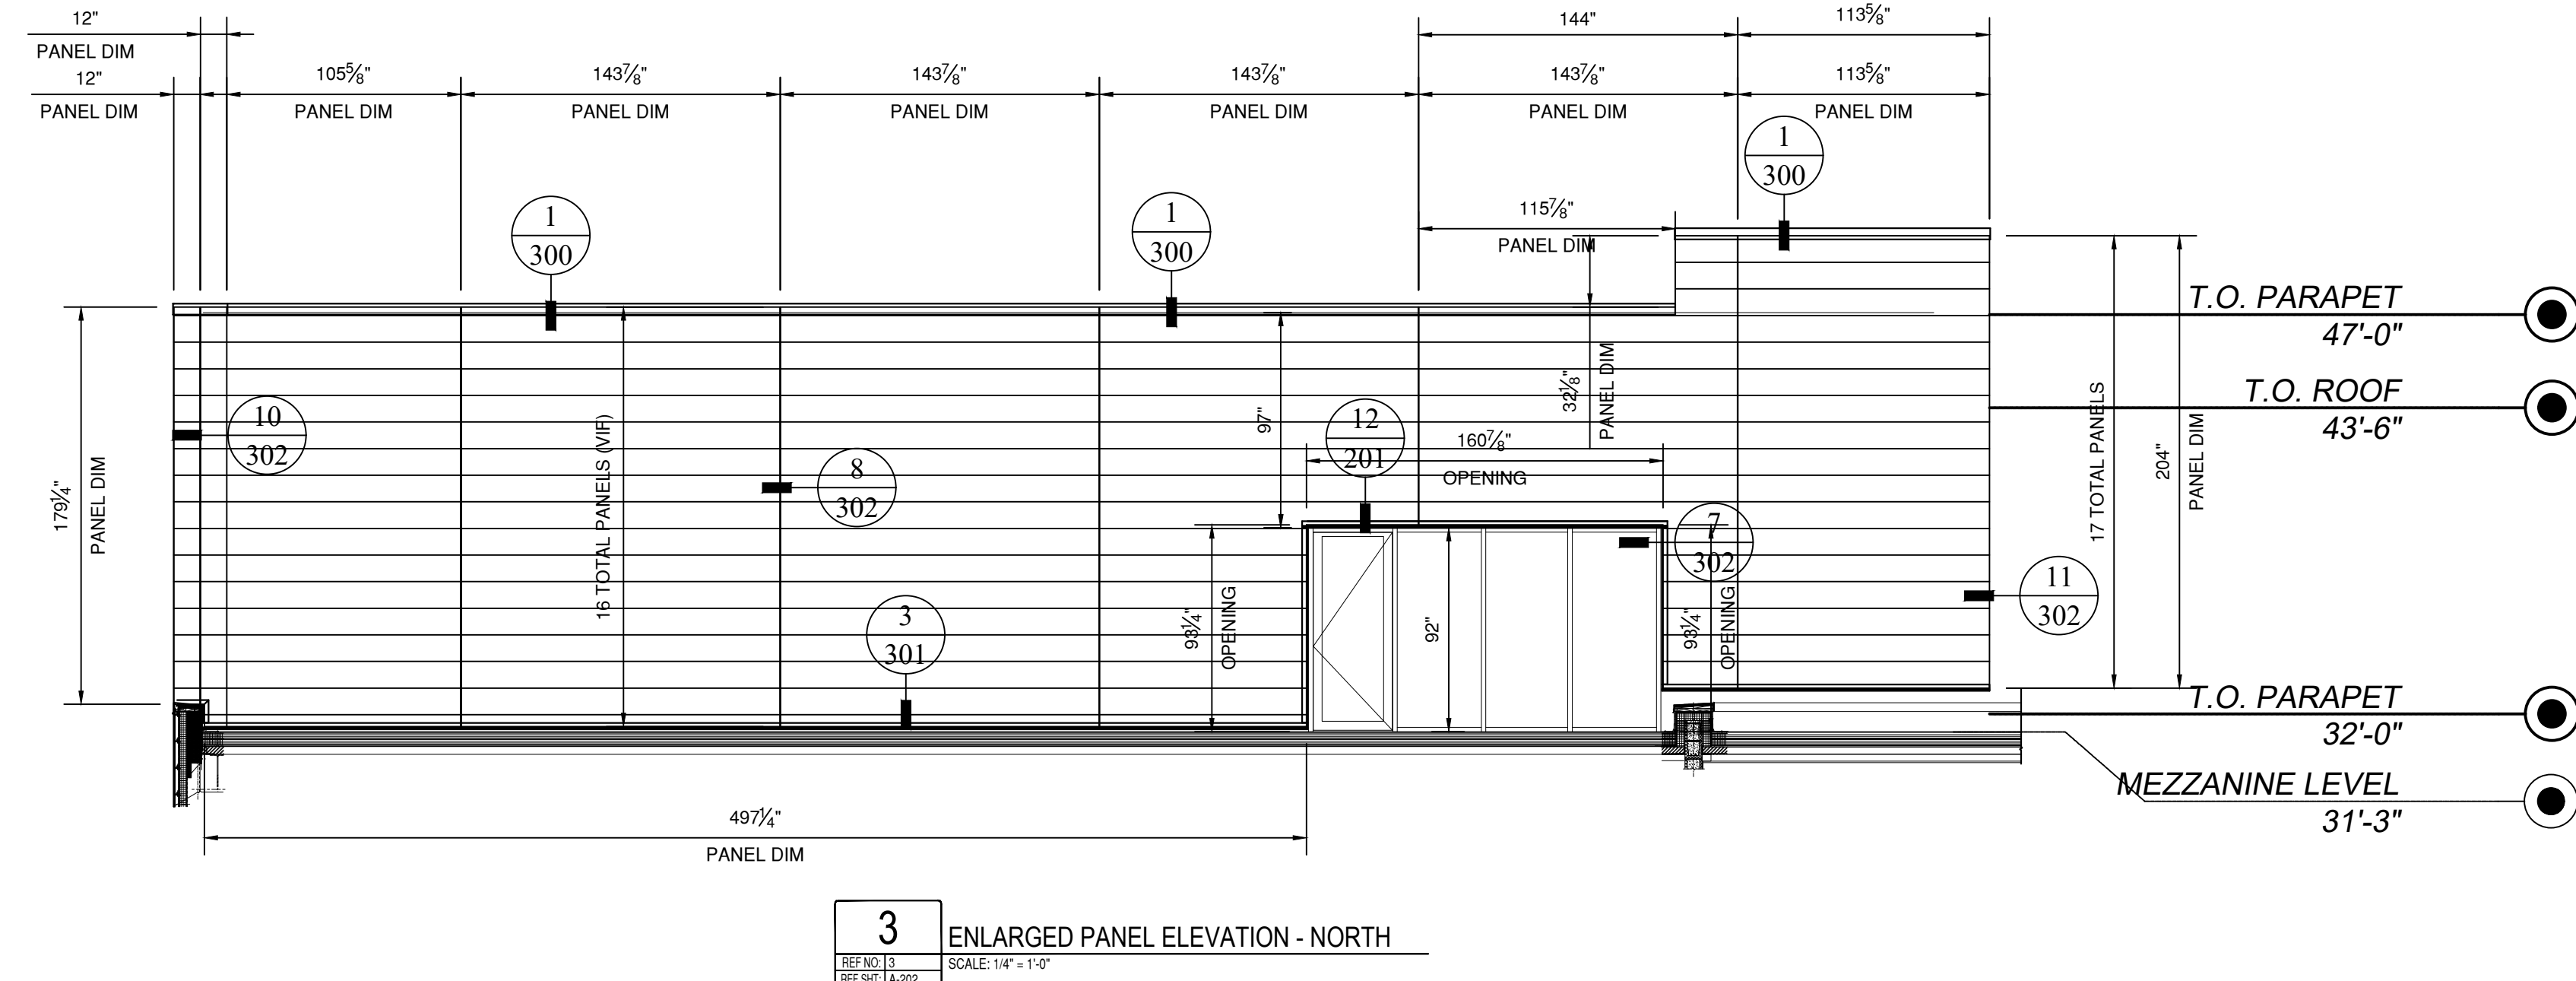 12"
PANEL DIM
144"
113⅝"
12"
PANEL DIM
105⅝"
PANEL DIM
143⅞"
PANEL DIM
143⅞"
PANEL DIM
143⅞"
PANEL DIM
143⅞"
PANEL DIM
113⅝"
PANEL DIM
1
300
1
300
1
300
115⅞"
PANEL DIM
T.O. PARAPET
47'-0"
T.O. ROOF
43'-6"
179¼"
PANEL DIM
10
302
16 TOTAL PANELS (VIF)
8
302
3
301
97"
12
201
160⅞"
OPENING
32⅛"
PANEL DIM
7
302
93¼"
OPENING
92"
93¼"
OPENING
11
302
17 TOTAL PANELS
204"
PANEL DIM
T.O. PARAPET
32'-0"
MEZZANINE LEVEL
31'-3"
497¼"
PANEL DIM
3
ENLARGED PANEL ELEVATION - NORTH
REF NO: 3
SCALE: 1/4" = 1'-0"
REF SHT: A-202